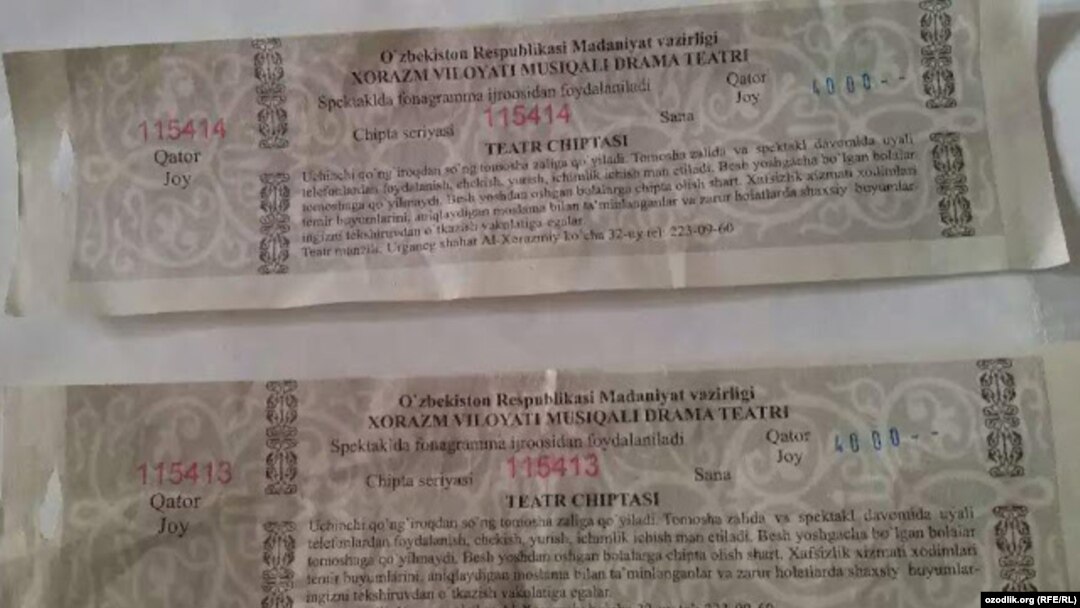 O`zbekiston Respublikasi Madaniyat vazirligi
XORAZM VILOYATI MUSIQALI DRAMA TEATRI
Spektaklda fonagramma ijroosidan foydalaniladi
Qator
Joy
4000--
115414
Qator
Joy
Chipta seriyasi 115414 Sana
TEATR CHIPTASI
Uchinchi qo`ng`iroqdan so`ng tomosha zaliga qo`yiladi. Tomosha zalida va spektakl davomida uyali
telefonlardan foydalanish, chekish, yurish, ichimlik ichish man etiladi. Besh yoshgacha bo`lgan bolalar
tomoshaga qo`yilmaydi. Besh yoshdan oshgan bolalarga chipta olish shart. Xafsizlik xizmati xodimlari
temir buyumlarini, aniqlaydigan moslama bilan ta`minlanganlar va zarur holatlarda shaxsiy buyumlar-
ingizni tekshiruvdan o`tkazish vakolatiga egalar.
Teatr manzili. Urganch shahar Al-Xorazmiy ko`cha 32-uy tel: 223-09-60
O`zbekiston Respublikasi Madaniyat vazirligi
XORAZM VILOYATI MUSIQALI DRAMA TEATRI
Spektaklda fonagramma ijroosidan foydalaniladi
Qator
Joy
4000--
115413
Qator
Joy
Chipta seriyasi 115413 Sana
TEATR CHIPTASI
Uchinchi qo`ng`iroqdan so`ng tomosha zaliga qo`yiladi. Tomosha zalida va spektakl davomida uyali
telefonlardan foydalanish, chekish, yurish, ichimlik ichish man etiladi. Besh yoshgacha bo`lgan bolalar
tomoshaga qo`yilmaydi. Besh yoshdan oshgan bolalarga chipta olish shart. Xafsizlik xizmati xodimlari
temir buyumlarini, aniqlaydigan moslama bilan ta`minlanganlar va zarur holatlarda shaxsiy buyumlar-
ingizni tekshiruvdan o`tkazish vakolatiga egalar.
ozodlik.org (RFE/RL)